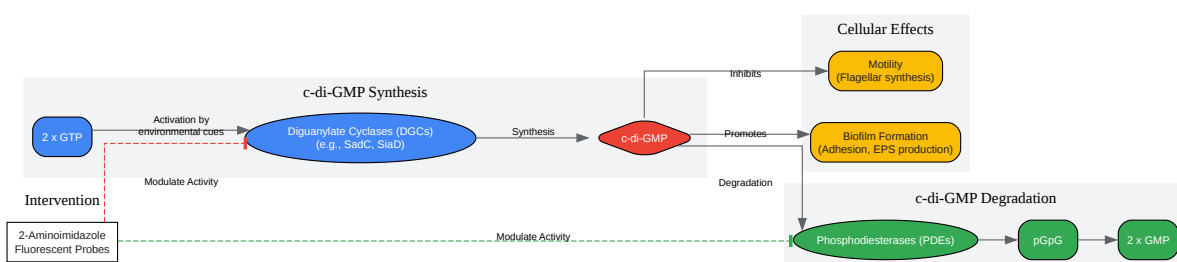 Cellular Effects
Motility
(Flagellar synthesis)
Inhibits
c-di-GMP Synthesis
2 x GTP
Activation by
environmental cues
Diguanylate Cyclases (DGCs)
(e.g., SadC, SiaD)
Synthesis
c-di-GMP
Promotes
Biofilm Formation
(Adhesion, EPS production)
Modulate Activity
Degradation
Intervention
2-Aminoimidazole
Fluorescent Probes
Modulate Activity
c-di-GMP Degradation
Phosphodiesterases (PDEs)
pGpG
2 x GMP